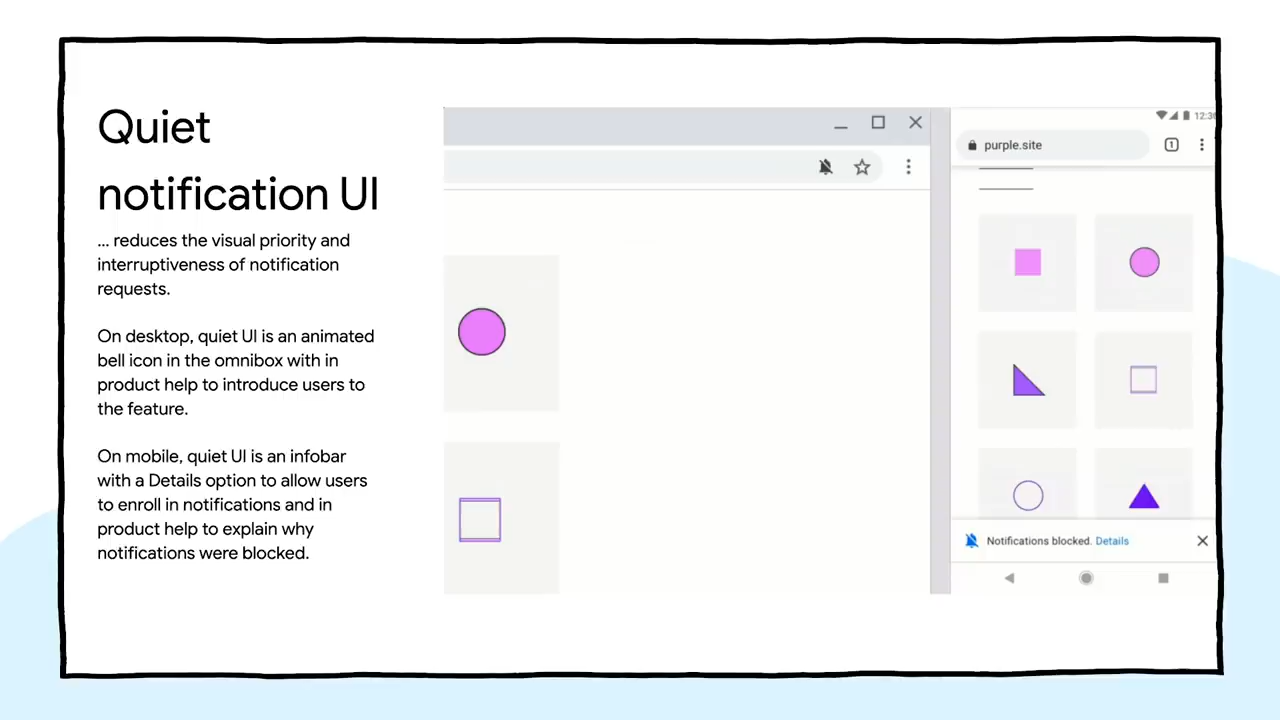 Quiet
notification UI
... reduces the visual priority and
interruptiveness of notification
requests.
On desktop, quiet UI is an animated
bell icon in the omnibox with in
product help to introduce users to
the feature.
On mobile, quiet UI is an infobar
with a Details option to allow users
to enroll in notifications and in
product help to explain why
notifications were blocked.
purple.site
1
Notifications blocked. Details